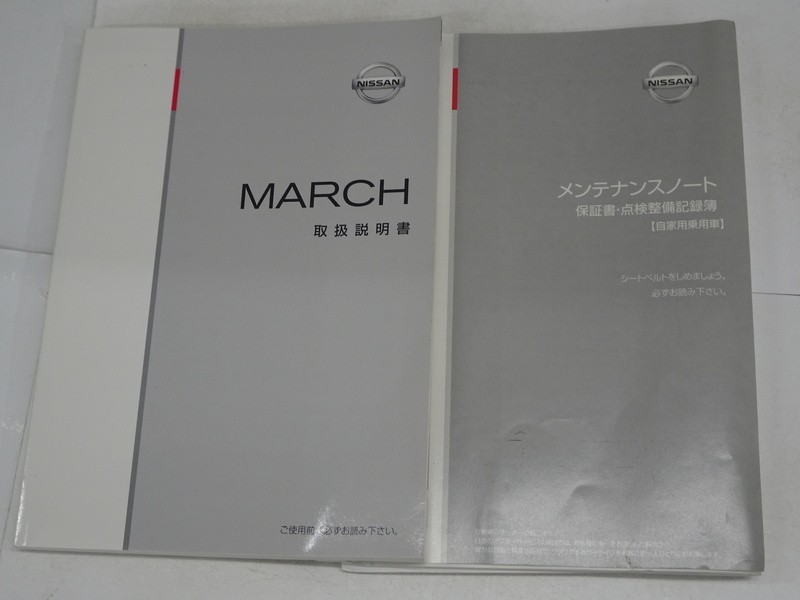 NISSAN
MARCH
取扱説明書
ご使用前に必ずお読み下さい。
NISSAN
メンテナンスノート
保証書・点検整備記録簿
【自家用乗用車】
シートベルトをしめましょう。
必ずお読み下さい。